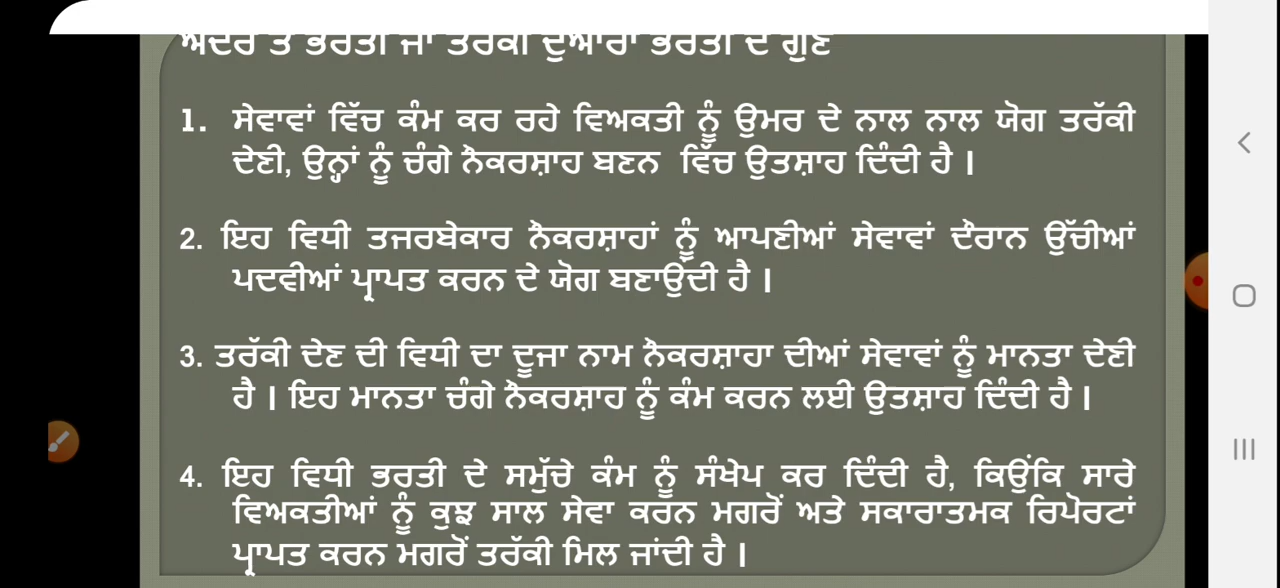 ਅੰਦਰੋਂ ਭਰਤੀ ਜਾਂ ਤਰੱਕੀ ਦੁਆਰਾ ਭਰਤੀ ਦੇ ਗੁਣ
1. ਸੇਵਾਵਾਂ ਵਿੱਚ ਕੰਮ ਕਰ ਰਹੇ ਵਿਅਕਤੀ ਨੂੰ ਉਮਰ ਦੇ ਨਾਲ ਨਾਲ ਯੋਗ ਤਰੱਕੀ
ਦੇਣੀ, ਉਨ੍ਹਾਂ ਨੂੰ ਚੰਗੇ ਨੌਕਰਸ਼ਾਹ ਬਣਨ ਵਿੱਚ ਉਤਸ਼ਾਹ ਦਿੰਦੀ ਹੈ ।
2. ਇਹ ਵਿਧੀ ਤਜਰਬੇਕਾਰ ਨੌਕਰਸ਼ਾਹਾਂ ਨੂੰ ਆਪਣੀਆਂ ਸੇਵਾਵਾਂ ਦੌਰਾਨ ਉੱਚੀਆਂ
ਪਦਵੀਆਂ ਪ੍ਰਾਪਤ ਕਰਨ ਦੇ ਯੋਗ ਬਣਾਉਂਦੀ ਹੈ ।
3. ਤਰੱਕੀ ਦੇਣ ਦੀ ਵਿਧੀ ਦਾ ਦੂਜਾ ਨਾਮ ਨੌਕਰਸ਼ਾਹਾ ਦੀਆਂ ਸੇਵਾਵਾਂ ਨੂੰ ਮਾਨਤਾ ਦੇਣੀ
ਹੈ । ਇਹ ਮਾਨਤਾ ਚੰਗੇ ਨੌਕਰਸ਼ਾਹ ਨੂੰ ਕੰਮ ਕਰਨ ਲਈ ਉਤਸ਼ਾਹ ਦਿੰਦੀ ਹੈ ।
4. ਇਹ ਵਿਧੀ ਭਰਤੀ ਦੇ ਸਮੁੱਚੇ ਕੰਮ ਨੂੰ ਸੰਖੇਪ ਕਰ ਦਿੰਦੀ ਹੈ, ਕਿਉਂਕਿ ਸਾਰੇ
ਵਿਅਕਤੀਆਂ ਨੂੰ ਕੁਝ ਸਾਲ ਸੇਵਾ ਕਰਨ ਮਗਰੋਂ ਅਤੇ ਸਕਾਰਾਤਮਕ ਰਿਪੋਰਟਾਂ
ਪ੍ਰਾਪਤ ਕਰਨ ਮਗਰੋਂ ਤਰੱਕੀ ਮਿਲ ਜਾਂਦੀ ਹੈ ।